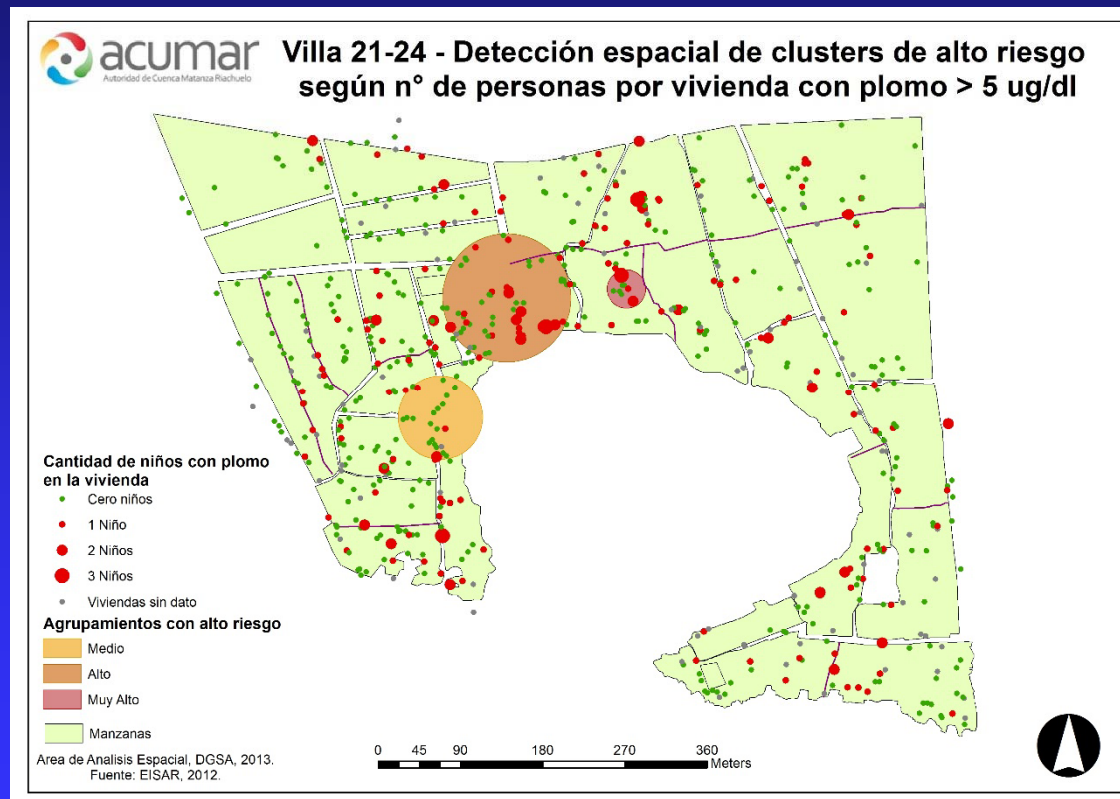 acumar
Autoridad de Cuenca Matanza Riachuelo
Villa 21-24 - Detección espacial de clusters de alto riesgo
según n° de personas por vivienda con plomo > 5 ug/dl
Cantidad de niños con plomo
en la vivienda
Cero niños
1 Niño
2 Niños
3 Niños
Viviendas sin dato
Agrupamientos con alto riesgo
Medio
Alto
Muy Alto
Manzanas
Area de Analisis Espacial, DGSA, 2013.
Fuente: EISAR, 2012.
0 45 90 180 270 360
Meters